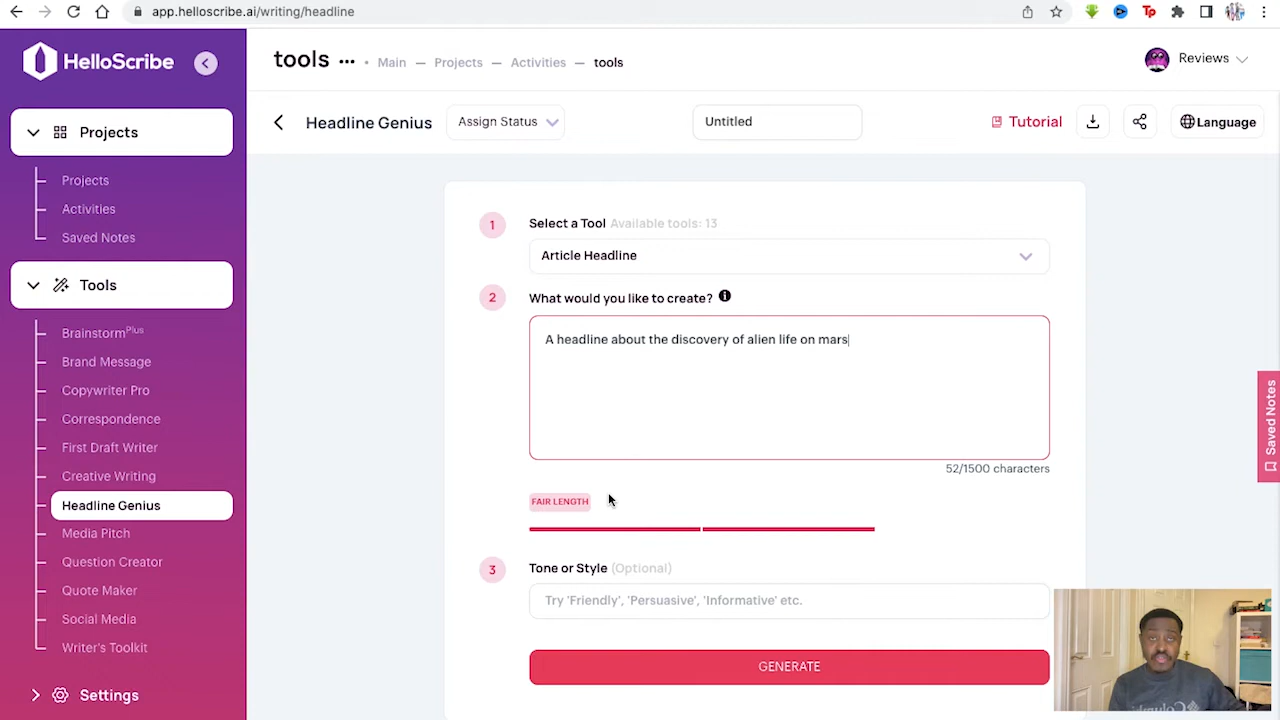 app.helloscribe.ai/writing/headline
HelloScribe
tools ••• • Main — Projects — Activities — tools
Reviews
Headline Genius
Assign Status
Untitled
Tutorial
Language
Projects
Projects
Activities
Saved Notes
Tools
BrainstormPlus
Brand Message
Copywriter Pro
Correspondence
First Draft Writer
Creative Writing
Headline Genius
Media Pitch
Question Creator
Quote Maker
Social Media
Writer's Toolkit
Settings
1
Select a Tool Available tools: 13
Article Headline
2
What would you like to create?
A headline about the discovery of alien life on mars
52/1500 characters
FAIR LENGTH
3
Tone or Style (Optional)
Try 'Friendly', 'Persuasive', 'Informative' etc.
GENERATE
Saved Notes
Columbia